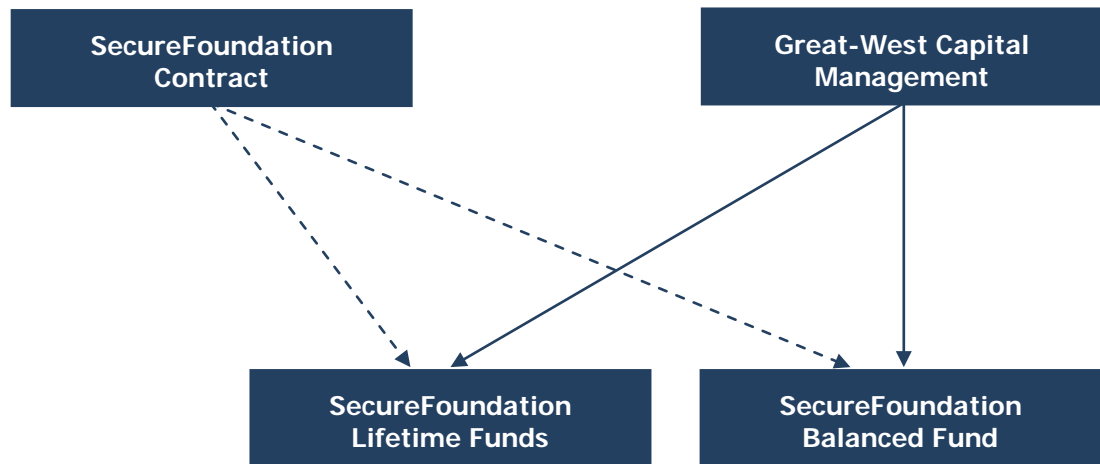 SecureFoundation
Contract
Great-West Capital
Management
SecureFoundation
Lifetime Funds
SecureFoundation
Balanced Fund